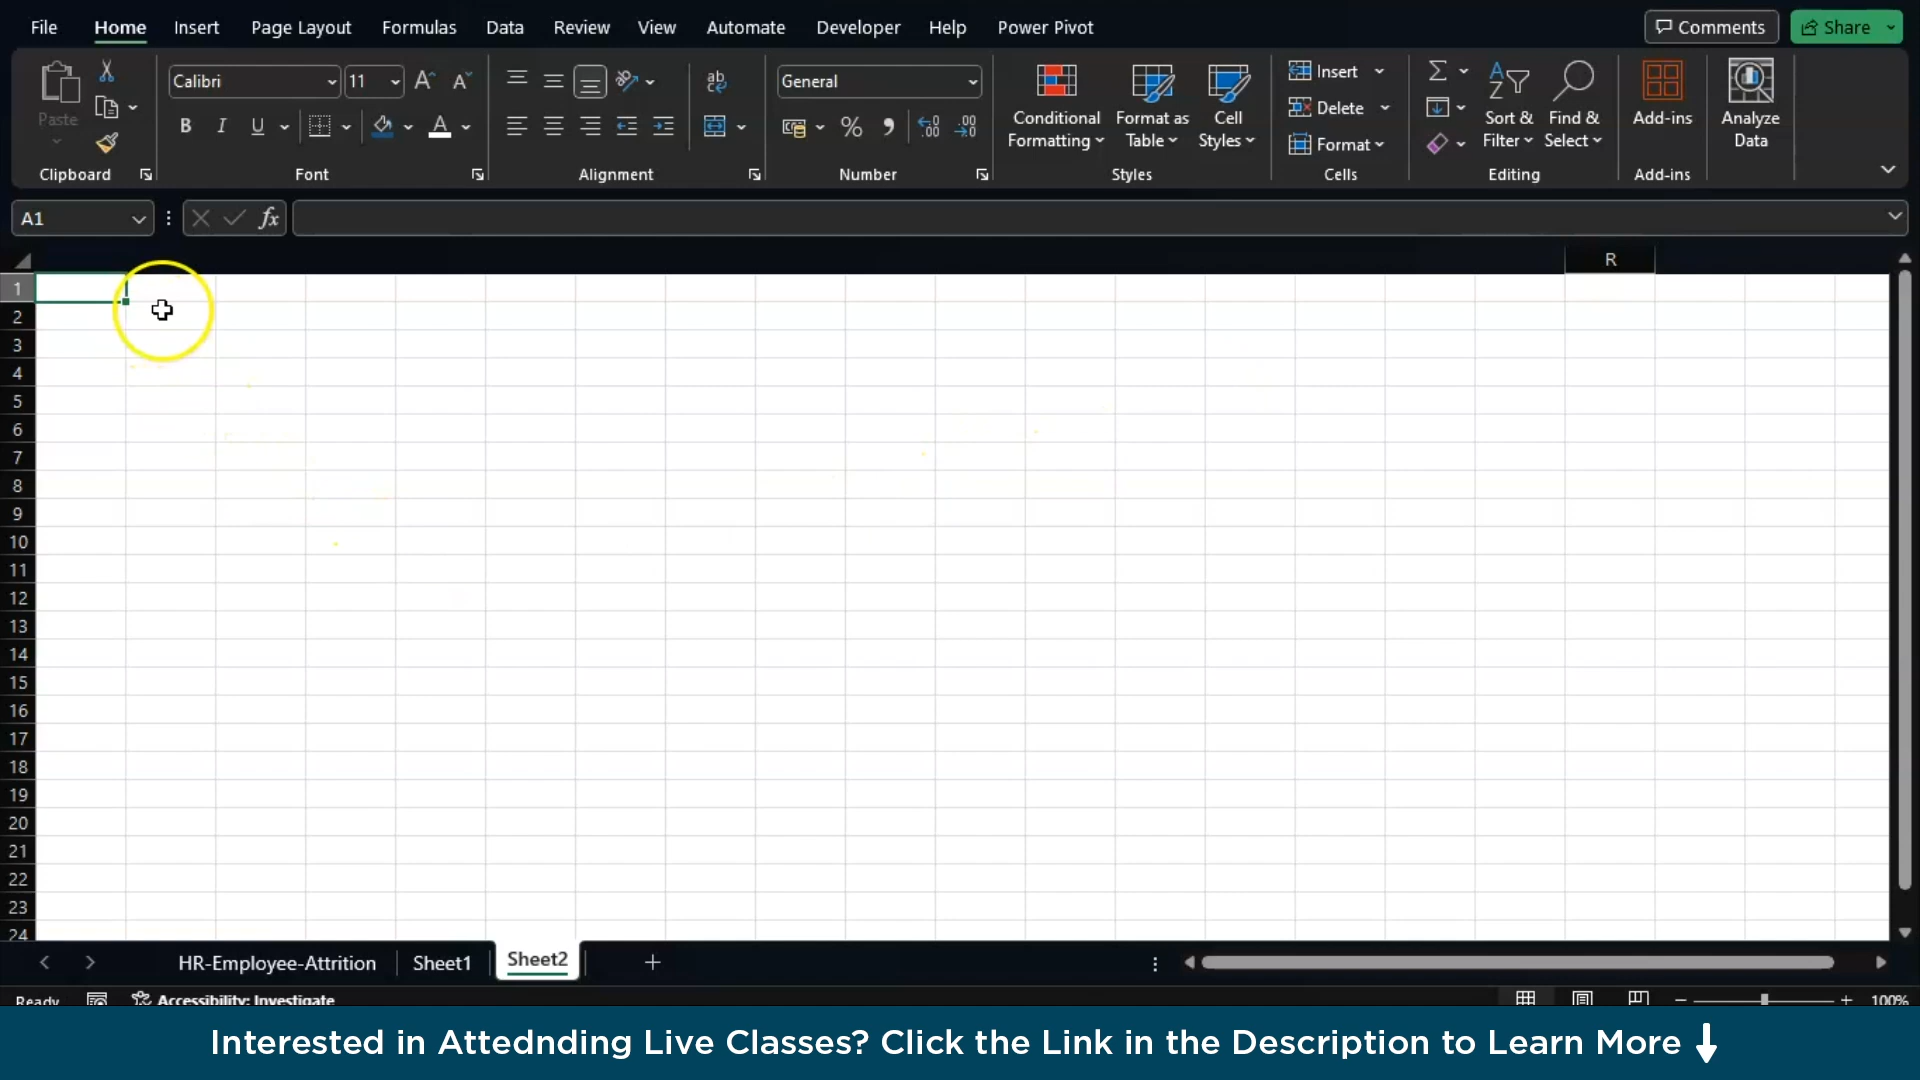 File Home Insert Page Layout Formulas Data Review View Automate Developer Help Power Pivot Comments Share
Paste
Clipboard
Calibri 11
B I U A
Font
ab
Alignment
General
% 9 .00 .00
Number
Conditional Formatting
Format as Table
Cell Styles
Styles
Insert
Delete
Format
Cells
Sort & Filter
Find & Select
Editing
Add-ins
Add-ins
Analyze Data
A1 fx
R
1
2
3
4
5
6
7
8
9
10
11
12
13
14
15
16
17
18
19
20
21
22
23
24
HR-Employee-Attrition Sheet1 Sheet2 +
Ready Accessibility: Investigate 100%
Interested in Attednding Live Classes? Click the Link in the Description to Learn More